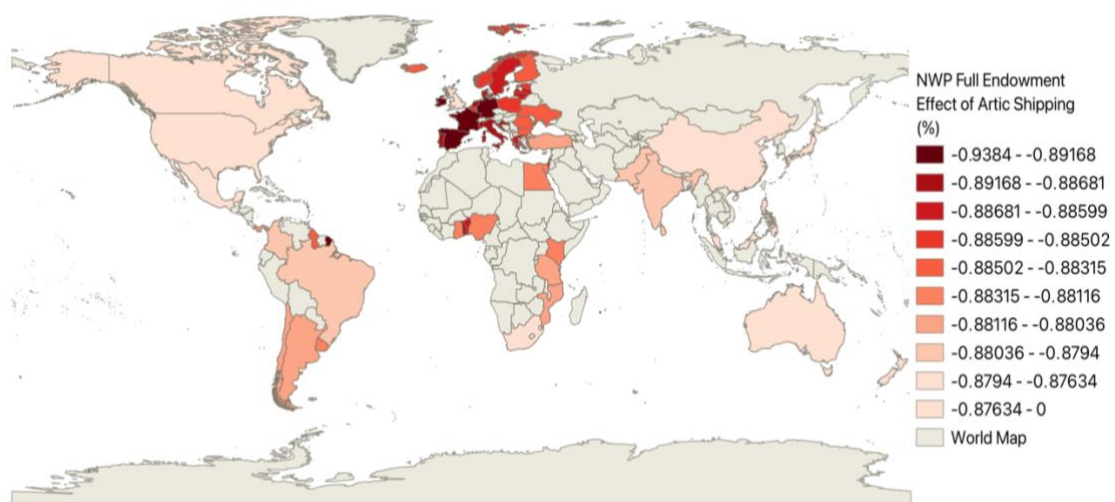 NWP Full Endowment
Effect of Artic Shipping
(%)
-0.9384 - -0.89168
-0.89168 - -0.88681
-0.88681 - -0.88599
-0.88599 - -0.88502
-0.88502 - -0.88315
-0.88315 - -0.88116
-0.88116 - -0.88036
-0.88036 - -0.8794
-0.8794 - -0.87634
-0.87634 - 0
World Map